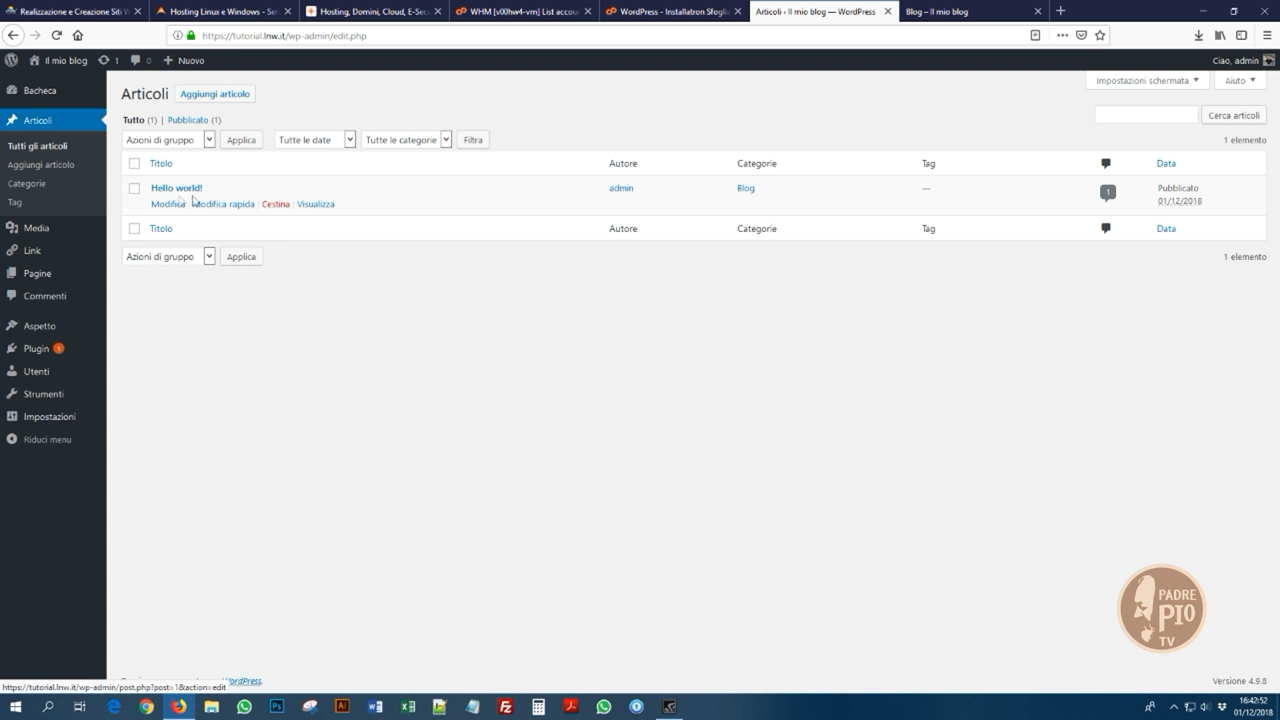 Realizzazione e Creazione Siti W
Hosting Linux e Windows - Ser
Hosting, Domini, Cloud, E-Sec
WHM [v00hw4-vm] List accou
WordPress - Installatron Sfogli
Articoli ‹ Il mio blog — WordPress
Blog – Il mio blog
https://tutorial.lnw.it/wp-admin/edit.php
Il mio blog
1
0
Nuovo
Ciao, admin
Bacheca
Articoli
Tutti gli articoli
Aggiungi articolo
Categorie
Tag
Media
Link
Pagine
Commenti
Aspetto
Plugin 1
Utenti
Strumenti
Impostazioni
Riduci menu
Impostazioni schermata
Aiuto
Articoli Aggiungi articolo
Tutto (1) | Pubblicato (1)
Cerca articoli
Azioni di gruppo Applica Tutte le date Tutte le categorie Filtra 1 elemento
Titolo Autore Categorie Tag Data
Hello world! admin Blog — 1 Pubblicato
01/12/2018
Modifica Modifica rapida | Cestina | Visualizza
Titolo Autore Categorie Tag Data
Azioni di gruppo Applica 1 elemento
PADRE
PIO
TV
WordPress.
Versione 4.9.8
https://tutorial.lnw.it/wp-admin/post.php?post=1&action=edit
16:42:52
01/12/2018